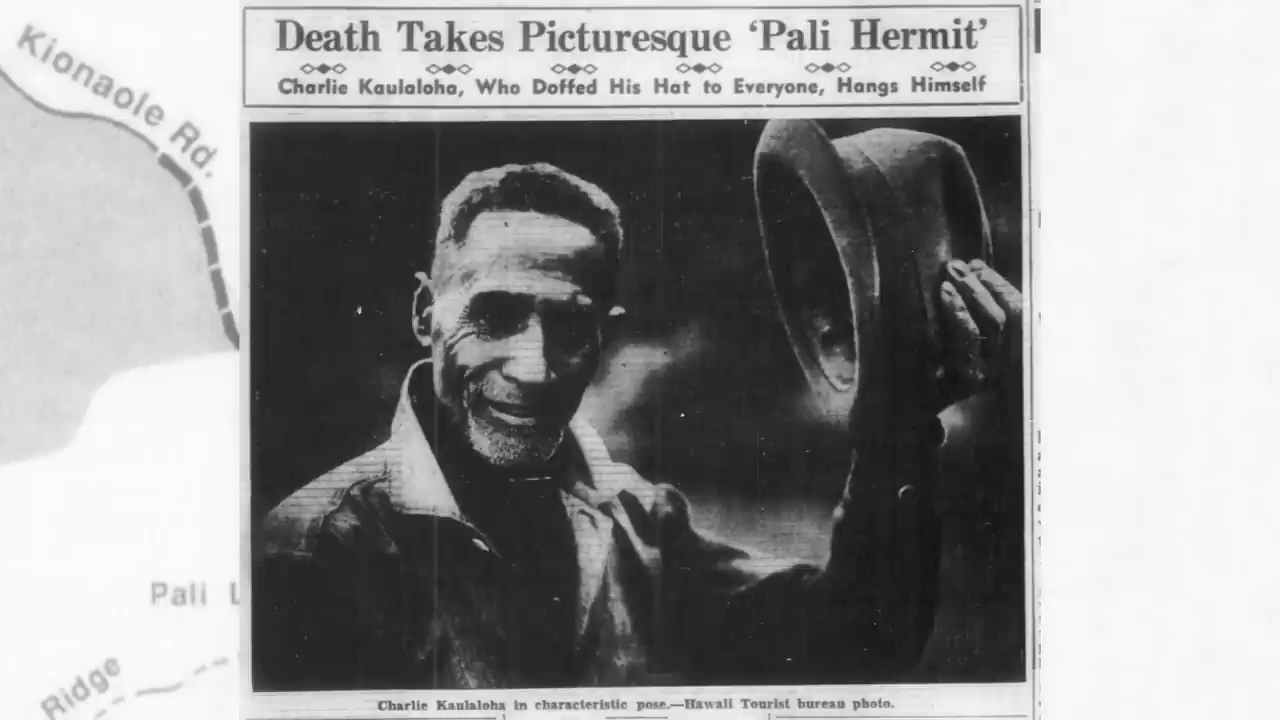 Kionaole Rd.
Death Takes Picturesque ‘Pali Hermit’
Charlie Kaulaloha, Who Doffed His Hat to Everyone, Hangs Himself
Pali L
Ridge
Charlie Kaulaloha in characteristic pose.—Hawaii Tourist bureau photo.